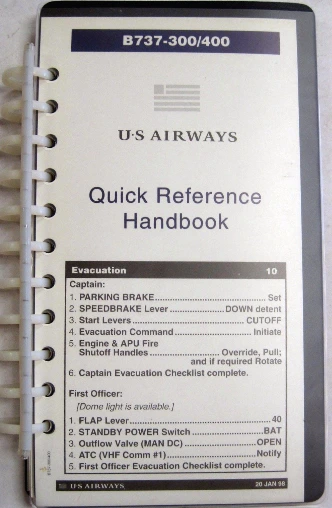 B737-300/400
U·S AIRWAYS
Quick Reference
Handbook
Evacuation 10
Captain:
1. PARKING BRAKE........................Set
2. SPEEDBRAKE Lever..............DOWN detent
3. Start Levers........................CUTOFF
4. Evacuation Command..................Initiate
5. Engine & APU Fire
Shutoff Handles..............Override, Pull;
and if required Rotate
6. Captain Evacuation Checklist complete.
First Officer:
[Dome light is available.]
1. FLAP Lever........................40
2. STANDBY POWER Switch..................BAT
3. Outflow Valve (MAN DC)..................OPEN
4. ATC (VHF Comm #1)..................Notify
5. First Officer Evacuation Checklist complete.
U·S AIRWAYS 20 JAN 98